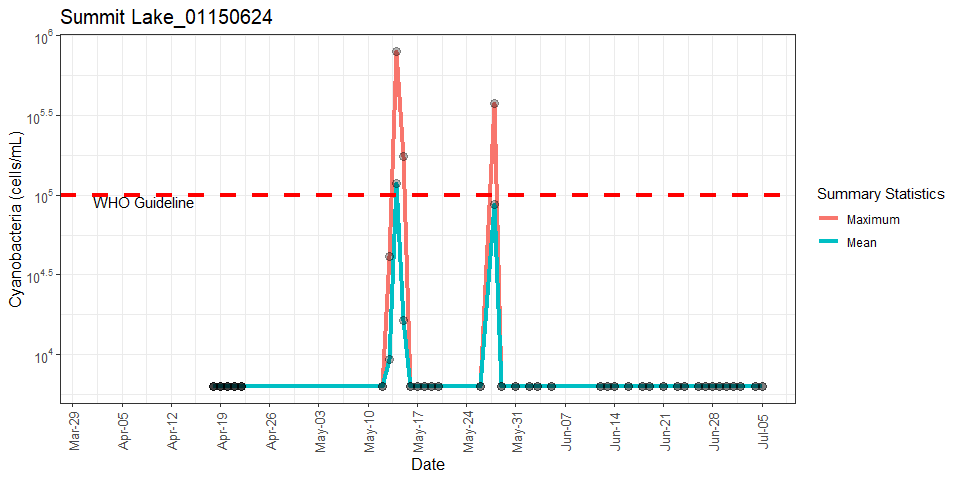 Summit Lake_01150624
Cyanobacteria (cells/mL)
10^6
10^5.5
10^5
10^4.5
10^4
WHO Guideline
Mar-29
Apr-05
Apr-12
Apr-19
Apr-26
May-03
May-10
May-17
May-24
May-31
Jun-07
Jun-14
Jun-21
Jun-28
Jul-05
Date
Summary Statistics
Maximum
Mean